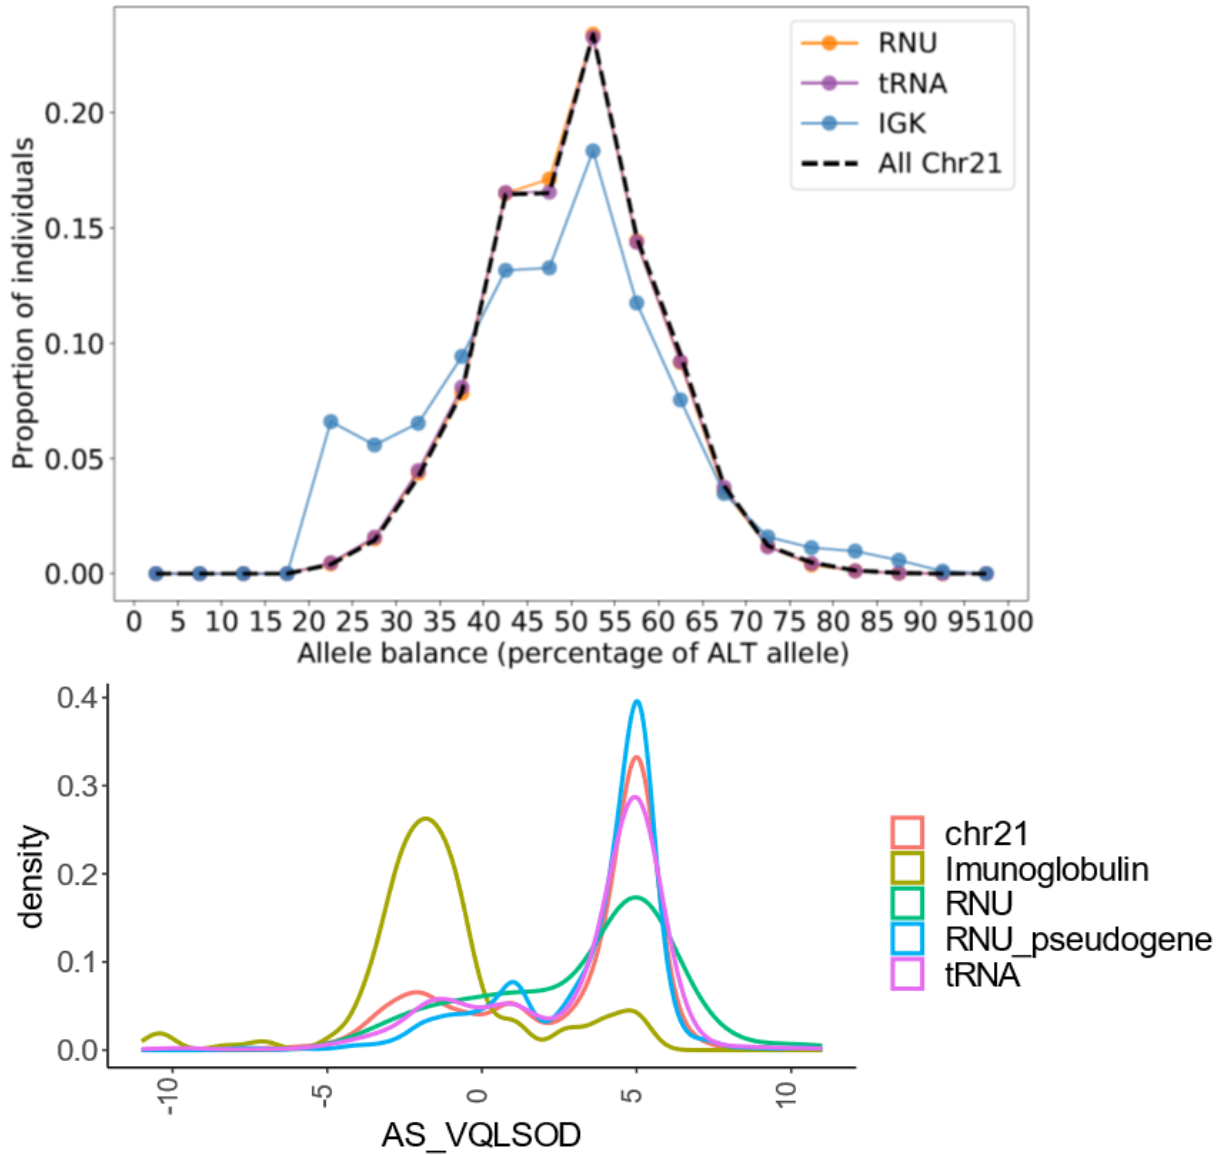 RNU
tRNA
IGK
All Chr21
Proportion of individuals
0.20
0.15
0.10
0.05
0.00
0 5 10 15 20 25 30 35 40 45 50 55 60 65 70 75 80 85 90 95 100
Allele balance (percentage of ALT allele)
density
0.4
0.3
0.2
0.1
0.0
-10 -5 0 5 10
AS_VQLSOD
chr21
Imunoglobulin
RNU
RNU_pseudogene
tRNA